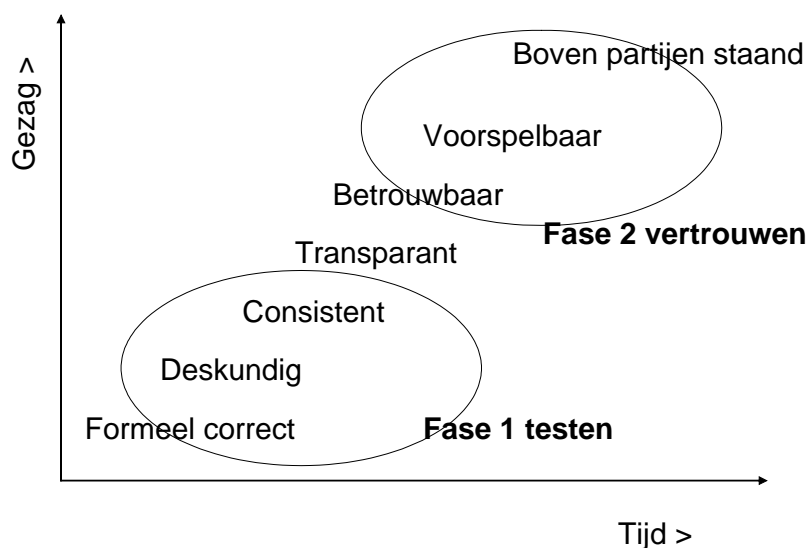 Boven partijen staand
Gezag >
Voorspelbaar
Betrouwbaar
Fase 2 vertrouwen
Transparant
Consistent
Deskundig
Formeel correct
Fase 1 testen
Tijd >